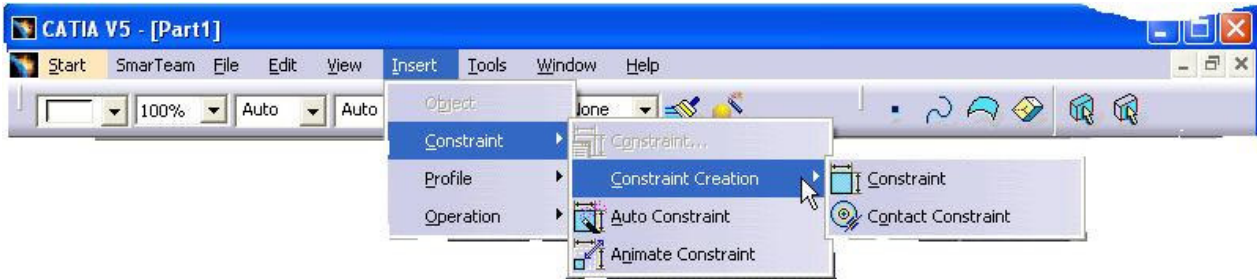 CATIA V5 - [Part1]
Start SmarTeam File Edit View Insert Tools Window Help
100% Auto Auto lone
Object
Constraint
Profile
Operation
Constraint...
Constraint Creation
Auto Constraint
Animate Constraint
Constraint
Contact Constraint